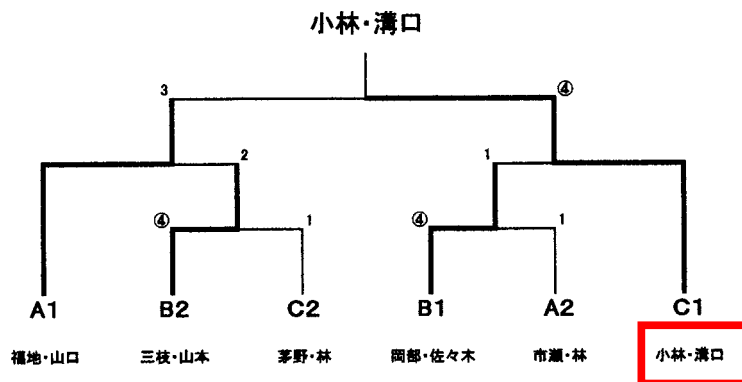 小林・溝口
3 ④
2 1
④ 1 ④ 1
A1 B2 C2 B1 A2 C1
福地・山口 三枝・山本 茅野・林 岡部・佐々木 市瀬・林 小林・溝口